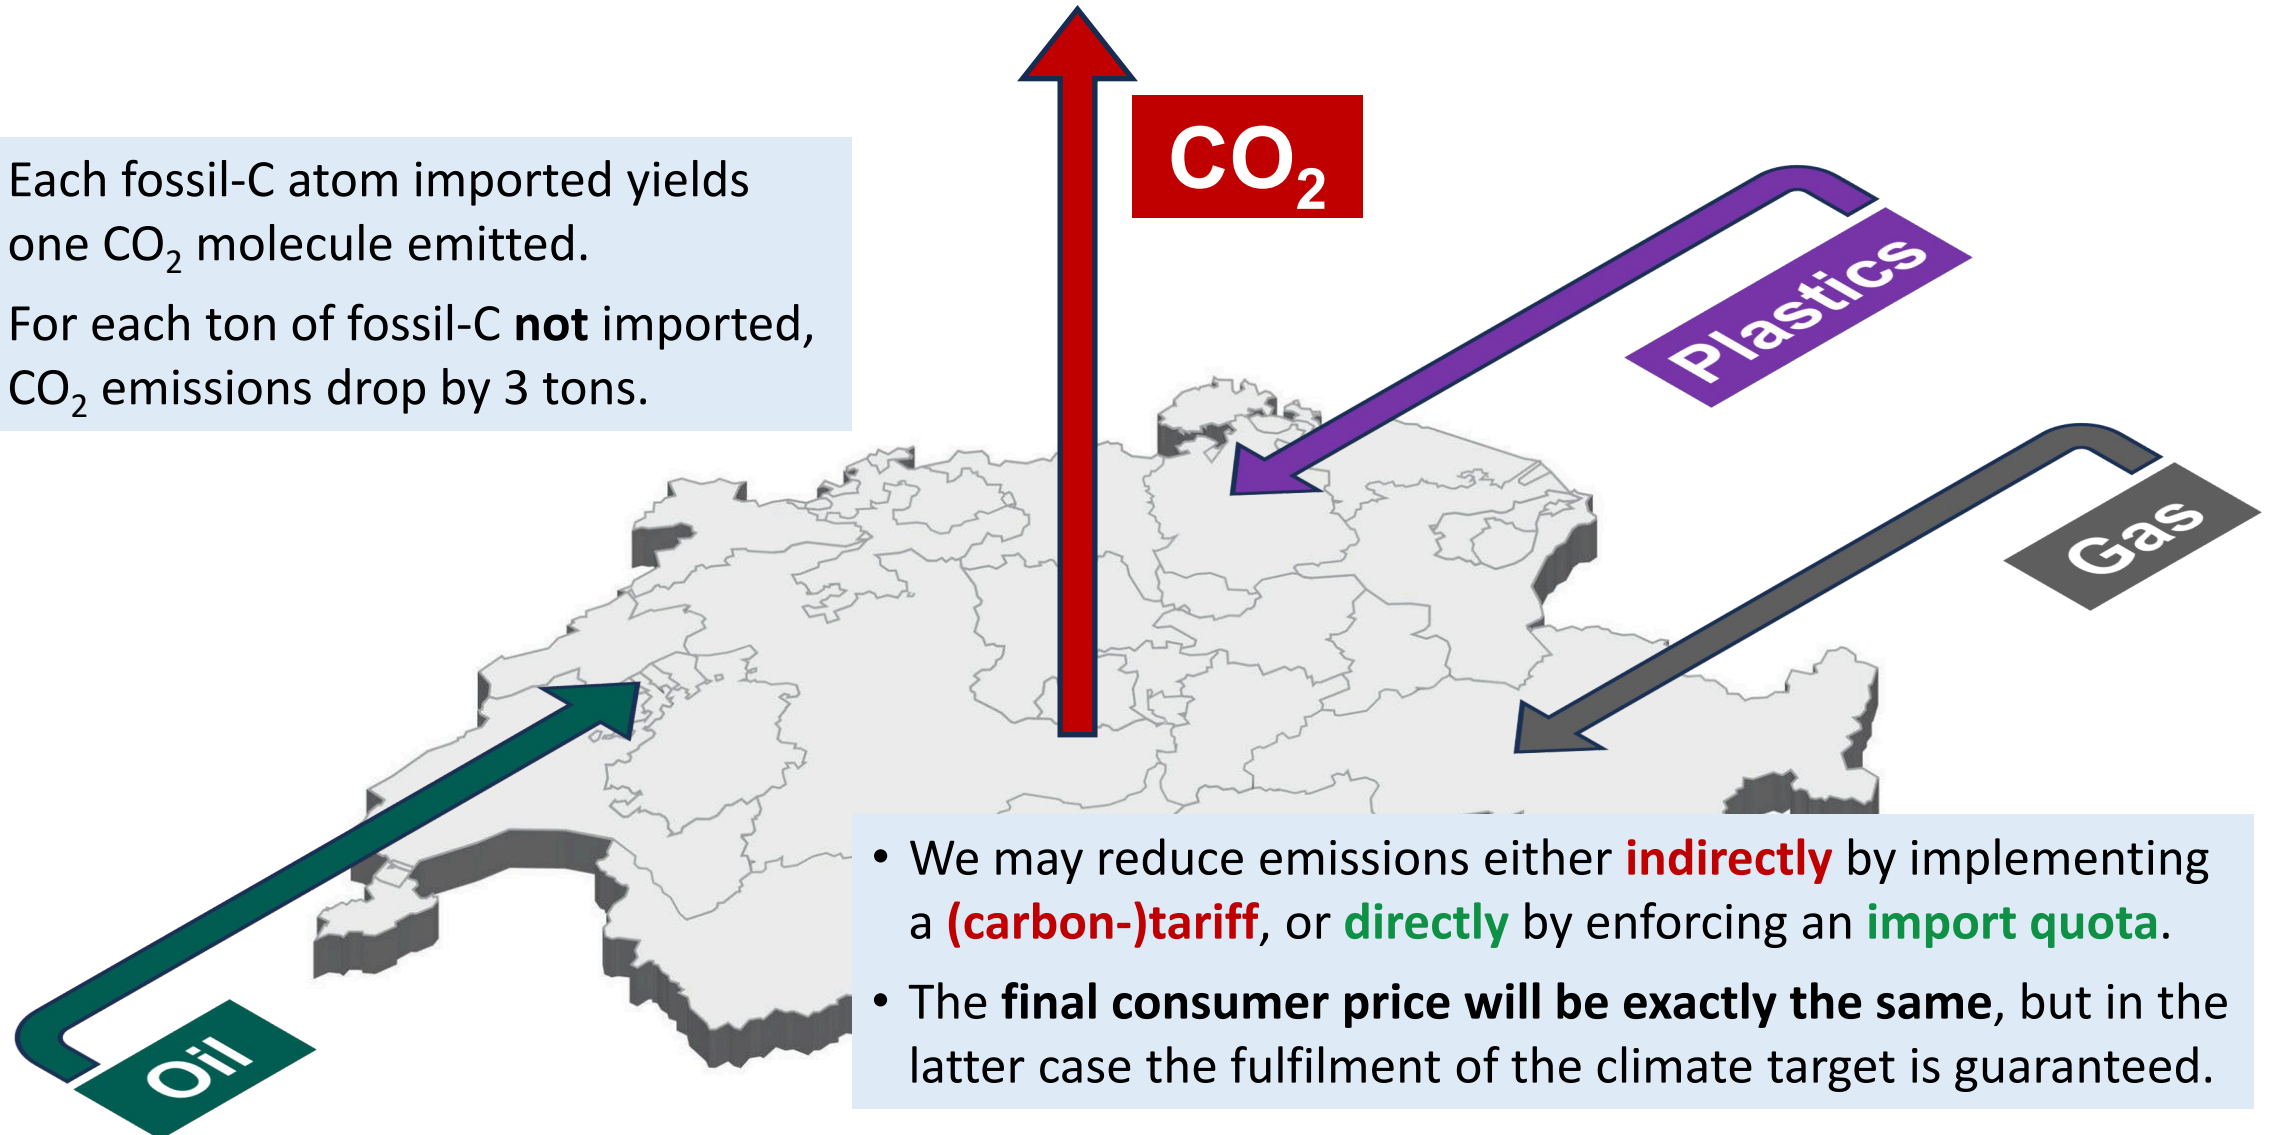 CO₂
Each fossil-C atom imported yields
one CO₂ molecule emitted.
For each ton of fossil-C not imported,
CO₂ emissions drop by 3 tons.
Plastics
Gas
Oil
• We may reduce emissions either indirectly by implementing
a (carbon-)tariff, or directly by enforcing an import quota.
• The final consumer price will be exactly the same, but in the
latter case the fulfilment of the climate target is guaranteed.